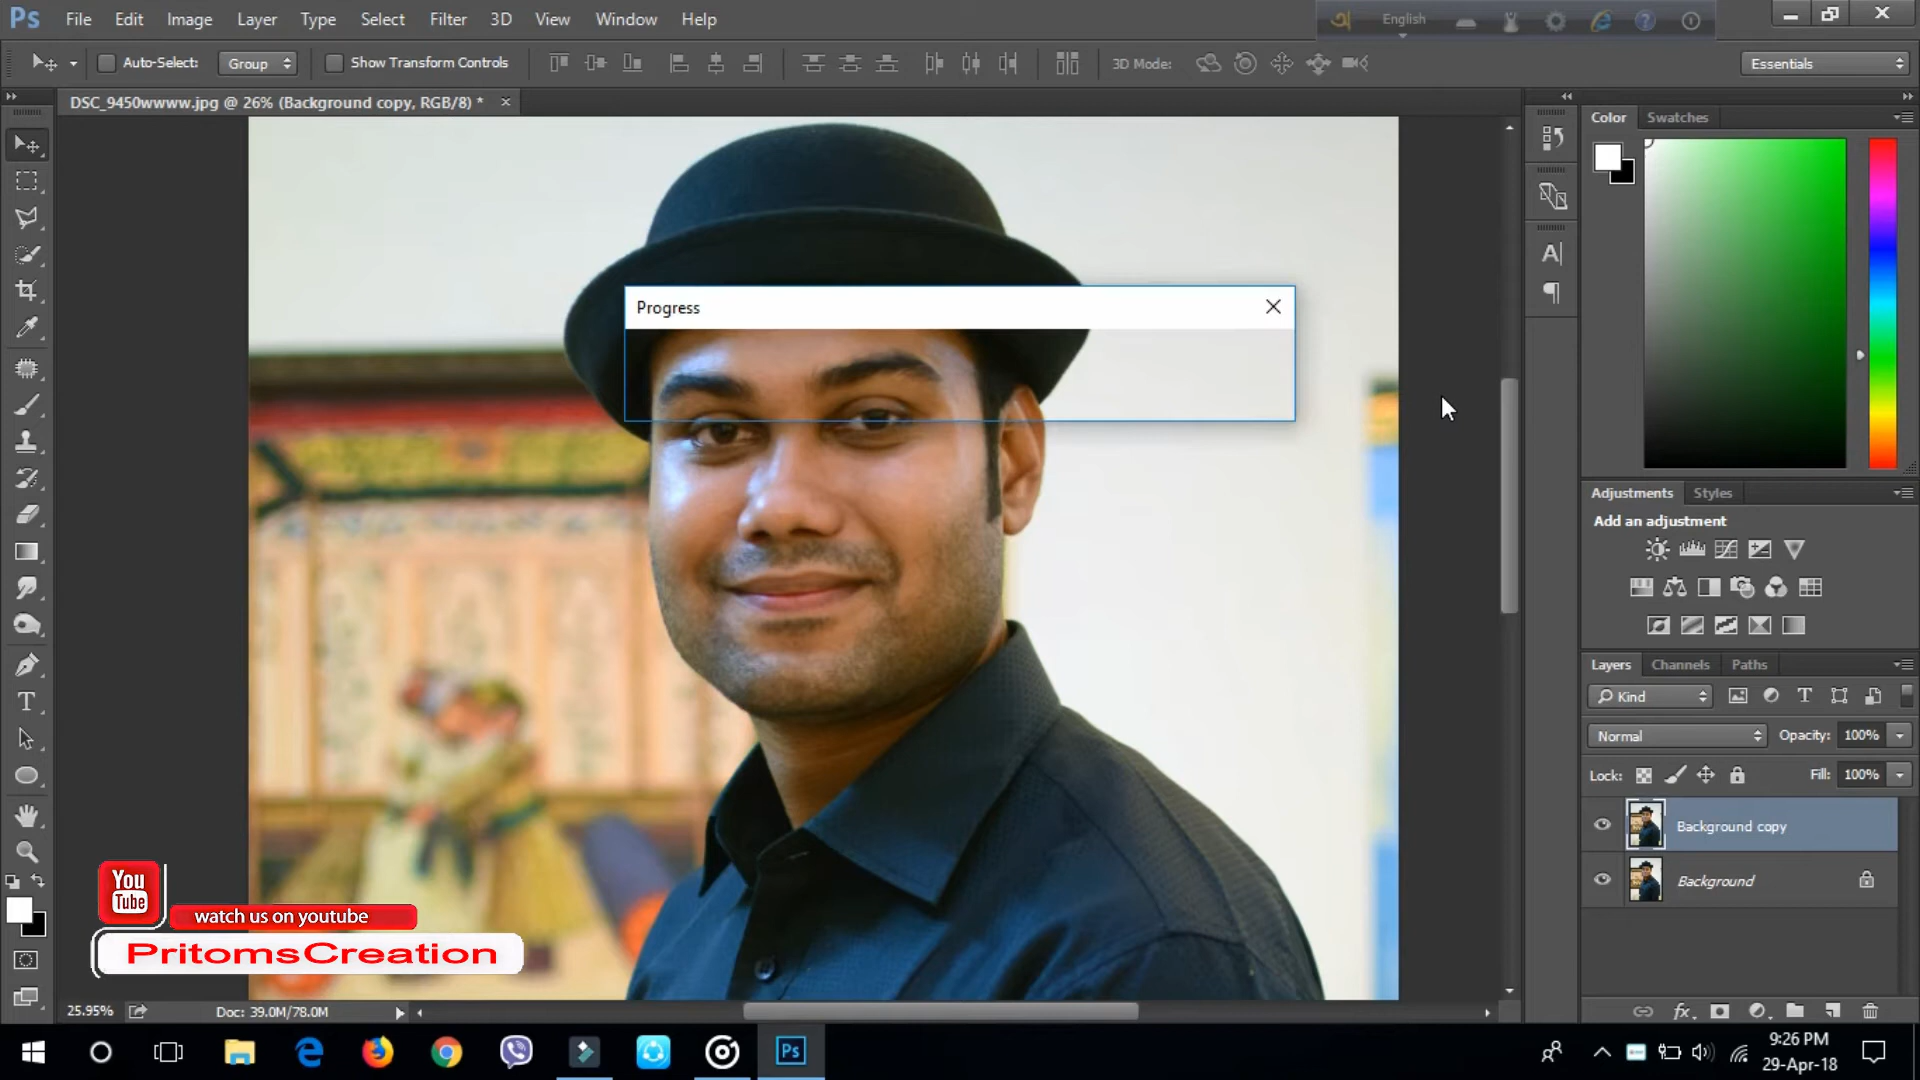 Ps File Edit Image Layer Type Select Filter 3D View Window Help
English
Auto-Select: Group Show Transform Controls 3D Mode: Essentials
DSC_9450wwww.jpg @ 26% (Background copy, RGB/8) *
Color Swatches
Progress
Adjustments Styles
Add an adjustment
Layers Channels Paths
Kind
Normal Opacity: 100%
Lock: Fill: 100%
Background copy
Background
You
Tube
watch us on youtube
PritomsCreation
25.95% Doc: 39.0M/78.0M
Ps
9:26 PM
29-Apr-18